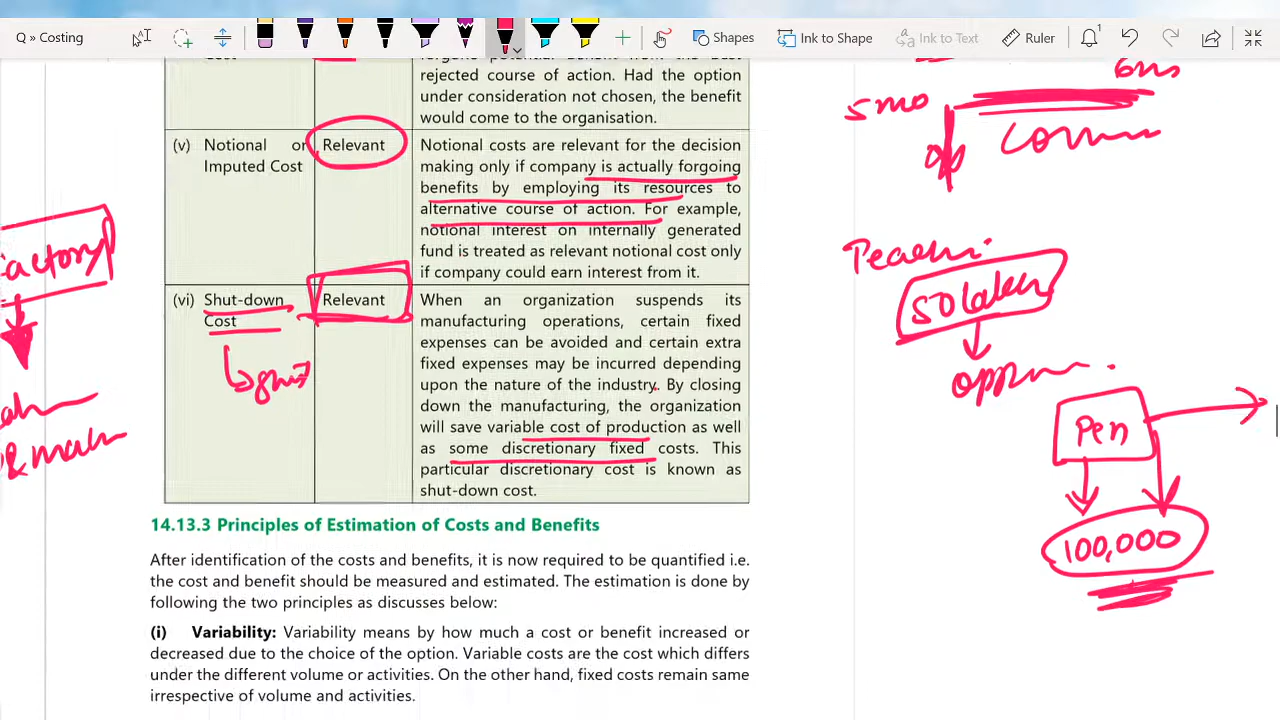 Q » Costing
Shapes
Ink to Shape
Ink to Text
Ruler
1
rejected course of action. Had the option
under consideration not chosen, the benefit
would come to the organisation.
(v) Notional or
Imputed Cost
Relevant
Notional costs are relevant for the decision
making only if company is actually forgoing
benefits by employing its resources to
alternative course of action. For example,
notional interest on internally generated
fund is treated as relevant notional cost only
if company could earn interest from it.
(vi) Shut-down
Cost
Relevant
When an organization suspends its
manufacturing operations, certain fixed
expenses can be avoided and certain extra
fixed expenses may be incurred depending
upon the nature of the industry. By closing
down the manufacturing, the organization
will save variable cost of production as well
as some discretionary fixed costs. This
particular discretionary cost is known as
shut-down cost.
14.13.3 Principles of Estimation of Costs and Benefits
After identification of the costs and benefits, it is now required to be quantified i.e.
the cost and benefit should be measured and estimated. The estimation is done by
following the two principles as discusses below:
(i) Variability: Variability means by how much a cost or benefit increased or
decreased due to the choice of the option. Variable costs are the cost which differs
under the different volume or activities. On the other hand, fixed costs remain same
irrespective of volume and activities.
actory
5 mo
Pen
100,000